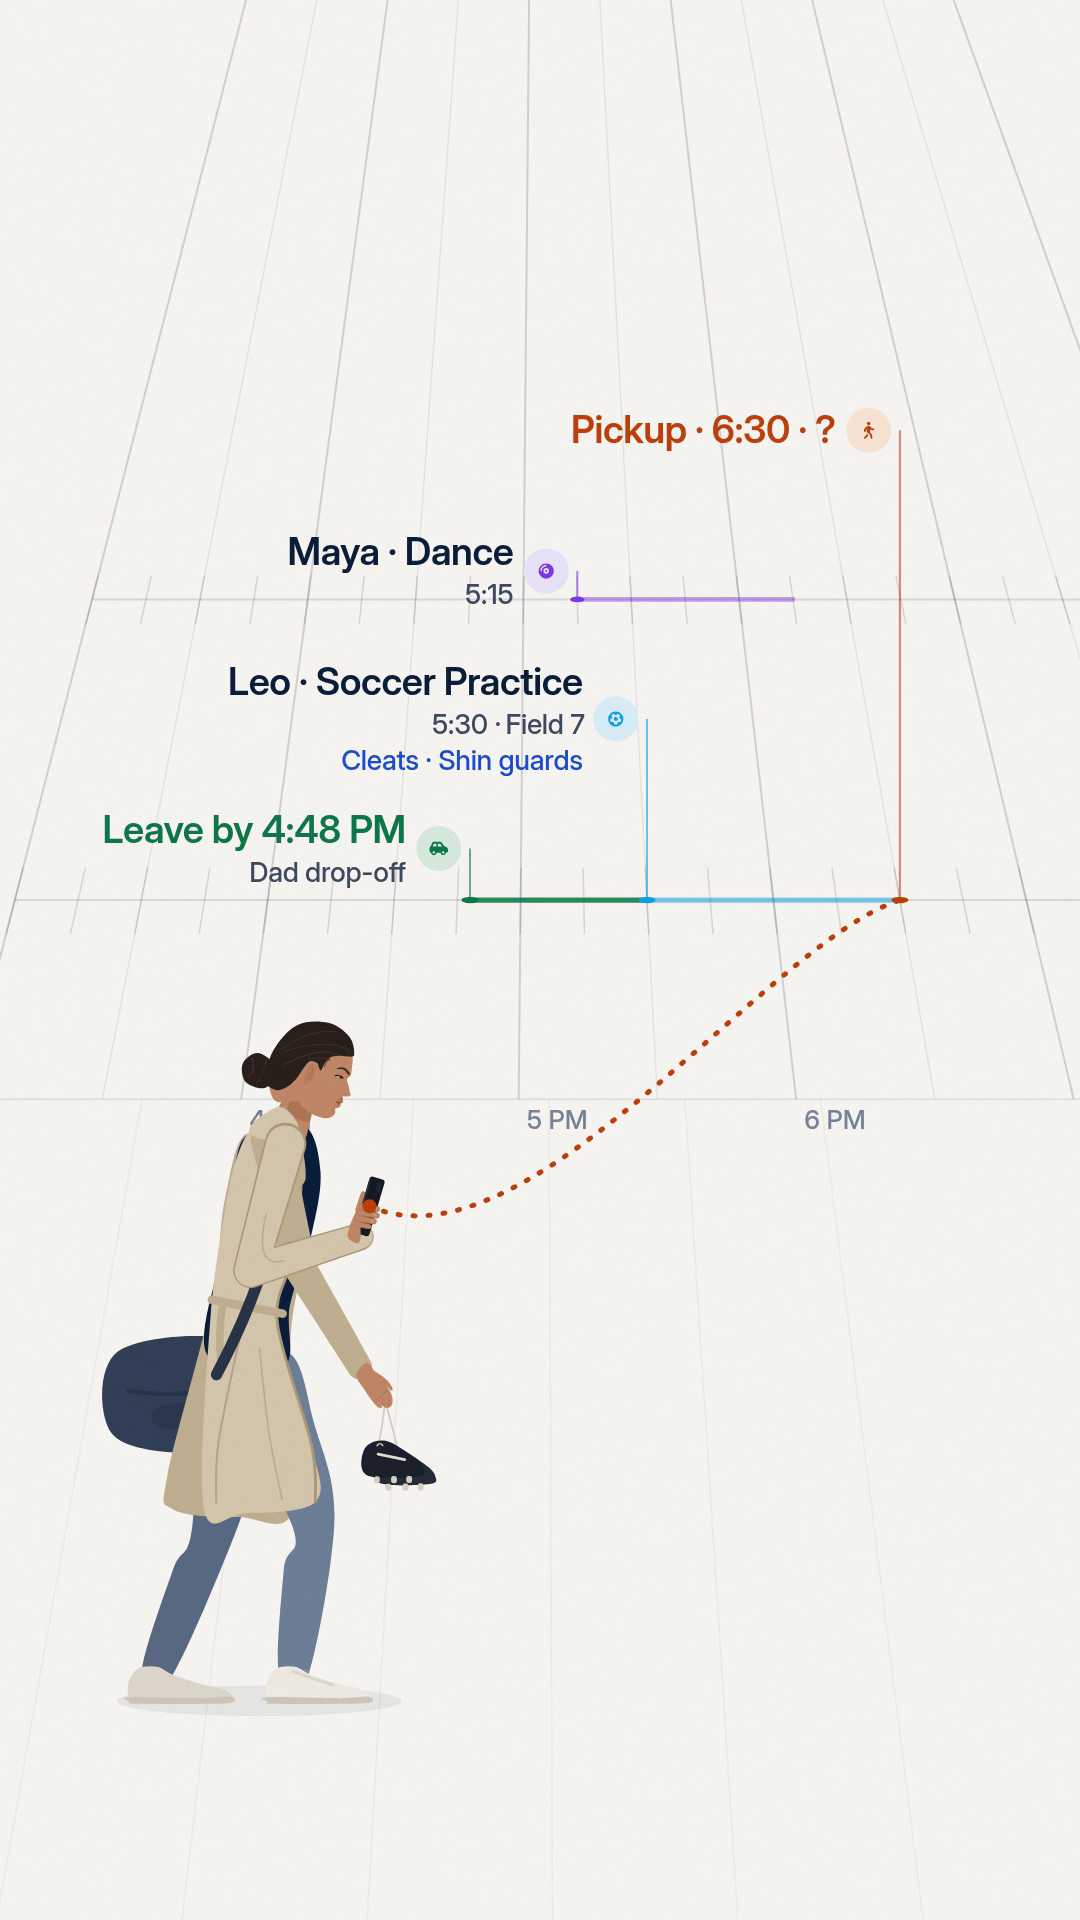 Pickup · 6:30 · ?
Maya · Dance
5:15
Leo · Soccer Practice
5:30 · Field 7
Cleats · Shin guards
Leave by 4:48 PM
Dad drop-off
4
5 PM
6 PM